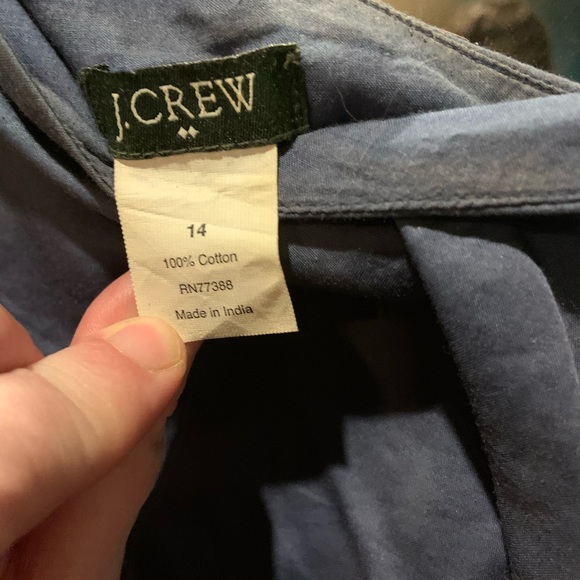 J.CREW
14
100% Cotton
RN77388
Made in India